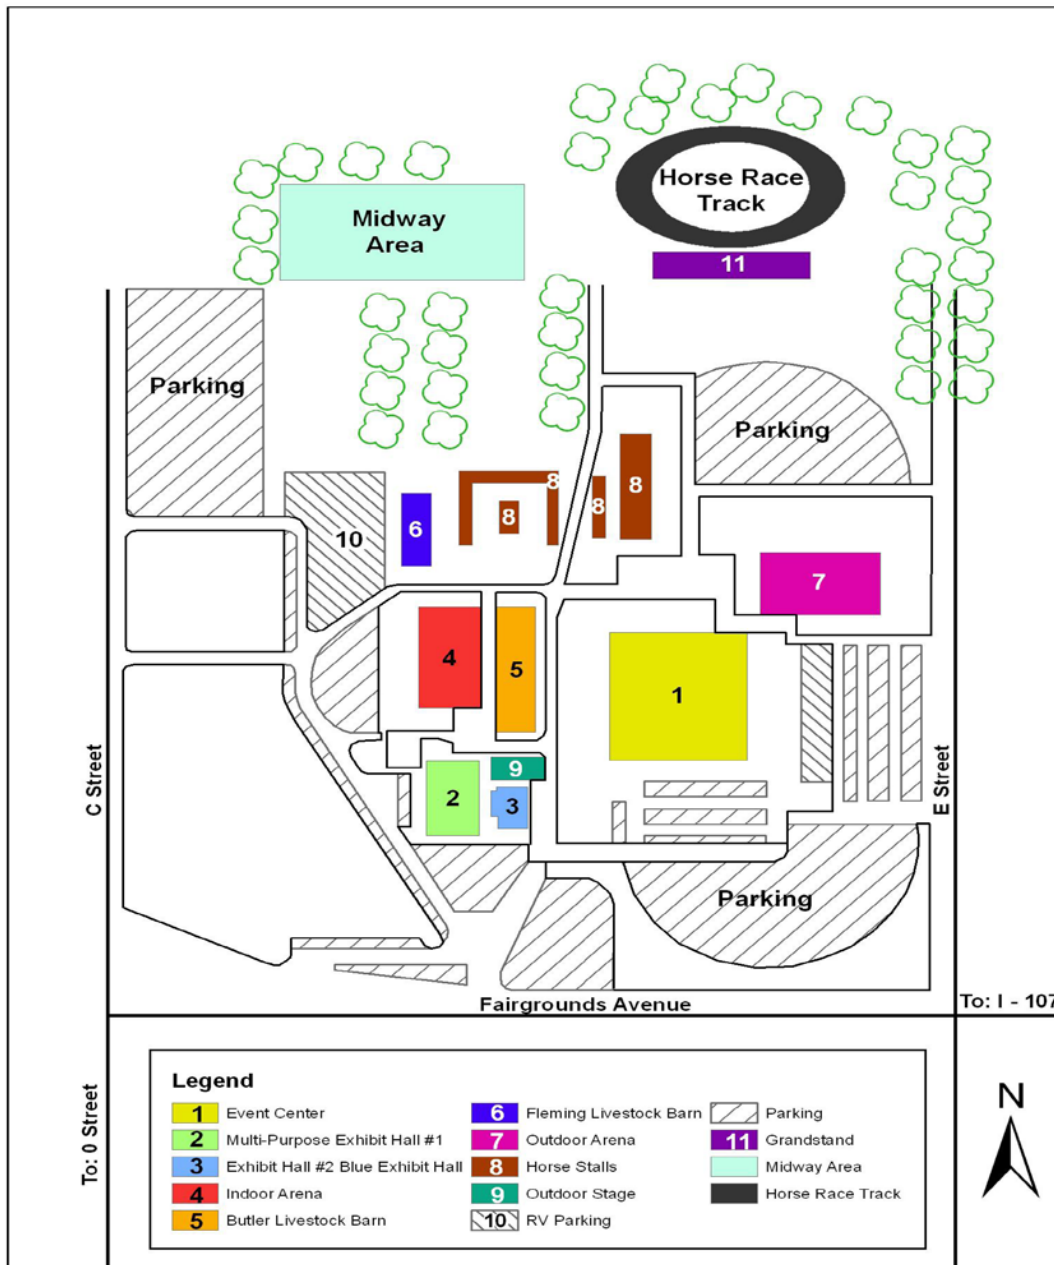 Horse Race
Track
Midway
Area
11
Parking
Parking
8
8
8
8
6
10
7
4
5
1
9
2
3
C Street
E Street
Parking
Fairgrounds Avenue
To: I - 107
To: 0 Street
Legend
1 Event Center
2 Multi-Purpose Exhibit Hall #1
3 Exhibit Hall #2 Blue Exhibit Hall
4 Indoor Arena
5 Butler Livestock Barn
6 Fleming Livestock Barn
7 Outdoor Arena
8 Horse Stalls
9 Outdoor Stage
10 RV Parking
Parking
11 Grandstand
Midway Area
Horse Race Track
N